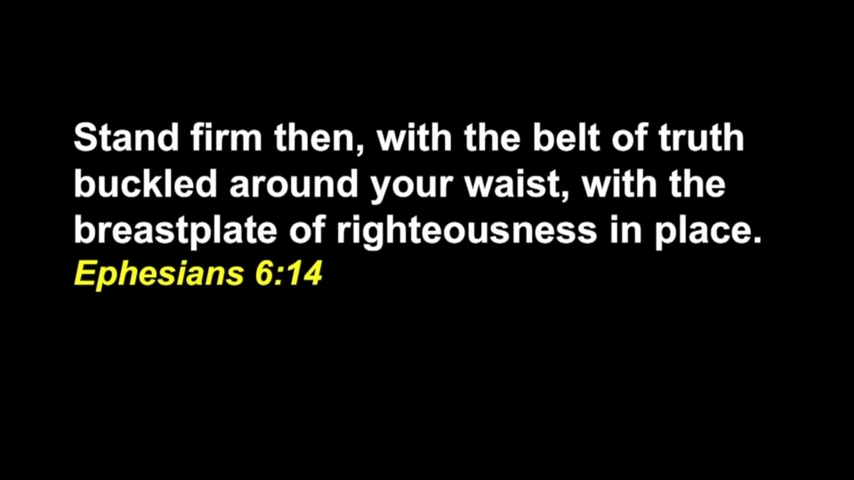 Stand firm then, with the belt of truth
buckled around your waist, with the
breastplate of righteousness in place.
Ephesians 6:14